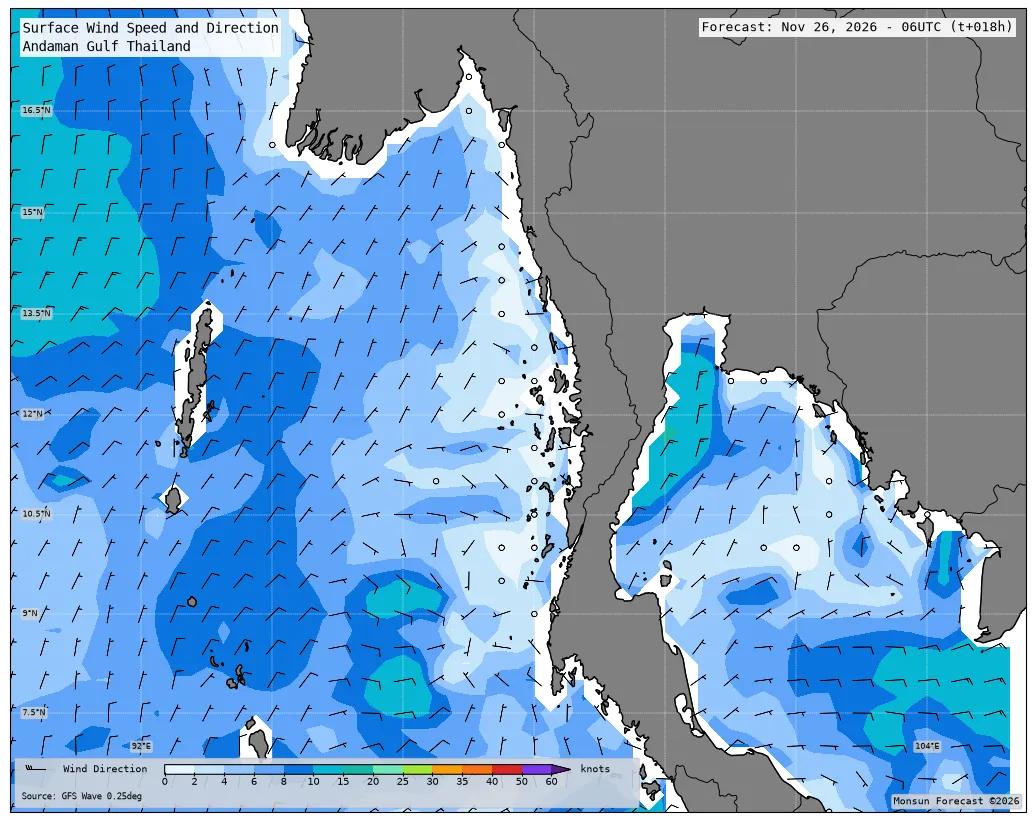 Surface Wind Speed and Direction
Andaman Gulf Thailand
Forecast: Nov 26, 2026 - 06UTC (t+018h)
16.5°N
15°N
13.5°N
12°N
10.5°N
9°N
7.5°N
92°E
104°E
Wind Direction
0 2 4 6 8 10 15 20 25 30 35 40 50 60 knots
Source: GFS Wave 0.25deg
Monsun Forecast ©2026